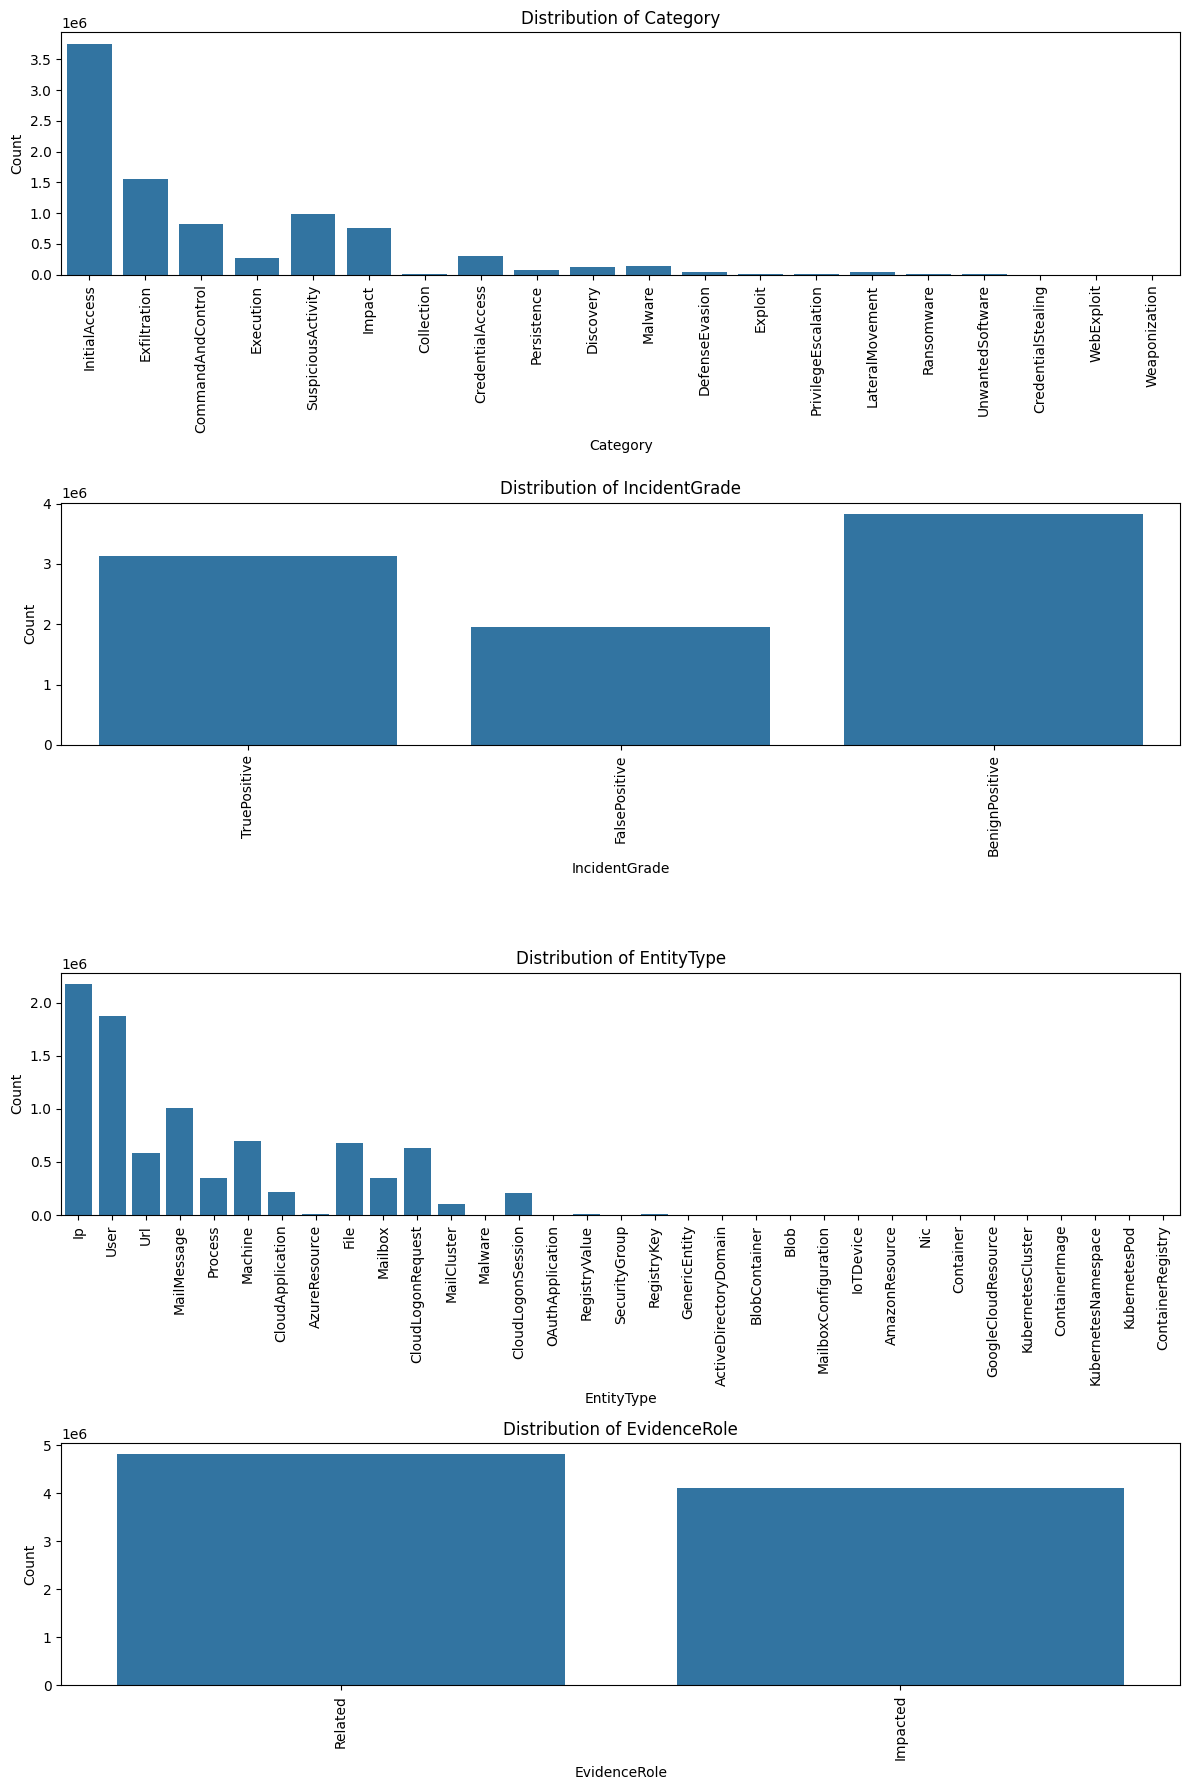 Distribution of Category
1e6
3.5
3.0
2.5
2.0
1.5
1.0
0.5
0.0
Count
InitialAccess
Exfiltration
CommandAndControl
Execution
SuspiciousActivity
Impact
Collection
CredentialAccess
Persistence
Discovery
Malware
DefenseEvasion
Exploit
PrivilegeEscalation
LateralMovement
Ransomware
UnwantedSoftware
CredentialStealing
WebExploit
Weaponization
Category
Distribution of IncidentGrade
1e6
4
3
2
1
0
Count
TruePositive
FalsePositive
BenignPositive
IncidentGrade
Distribution of EntityType
1e6
2.0
1.5
1.0
0.5
0.0
Count
Ip
User
Url
MailMessage
Process
Machine
CloudApplication
AzureResource
File
Mailbox
CloudLogonRequest
MailCluster
Malware
CloudLogonSession
OAuthApplication
RegistryValue
SecurityGroup
RegistryKey
GenericEntity
ActiveDirectoryDomain
BlobContainer
Blob
MailboxConfiguration
IoTDevice
AmazonResource
Nic
Container
GoogleCloudResource
KubernetesCluster
ContainerImage
KubernetesNamespace
KubernetesPod
ContainerRegistry
EntityType
Distribution of EvidenceRole
1e6
5
4
3
2
1
0
Count
Related
Impacted
EvidenceRole